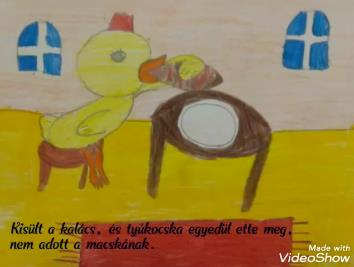 Kisült a kalács, és tyúkocska egyedül ette meg,
nem adott a macskának.
Made with
VideoShow